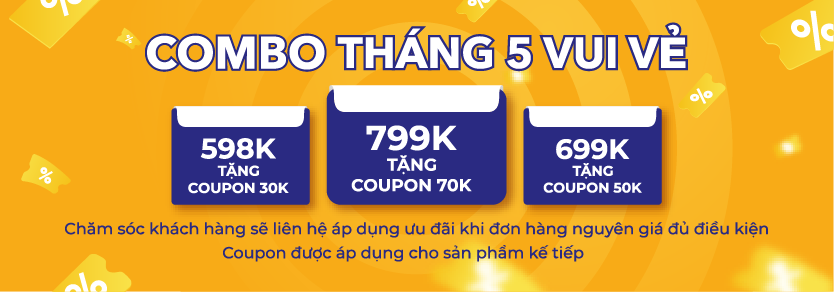 COMBO THÁNG 5 VUI VẺ
598K
TẶNG
COUPON 30K
799K
TẶNG
COUPON 70K
699K
TẶNG
COUPON 50K
Chăm sóc khách hàng sẽ liên hệ áp dụng ưu đãi khi đơn hàng nguyên giá đủ điều kiện
Coupon được áp dụng cho sản phẩm kế tiếp
%
%
%
%
%
%
%